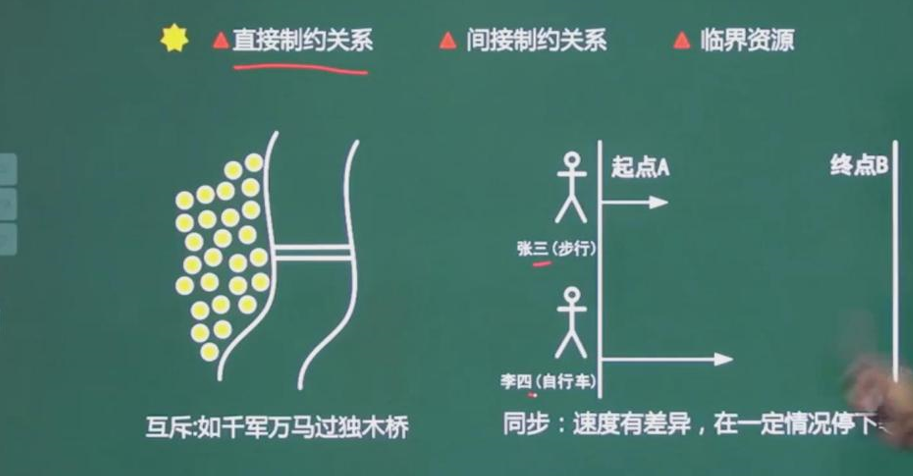 直接制约关系 间接制约关系 临界资源
起点A 终点B
张三(步行)
李四(自行车)
互斥:如千军万马过独木桥 同步：速度有差异，在一定情况停下